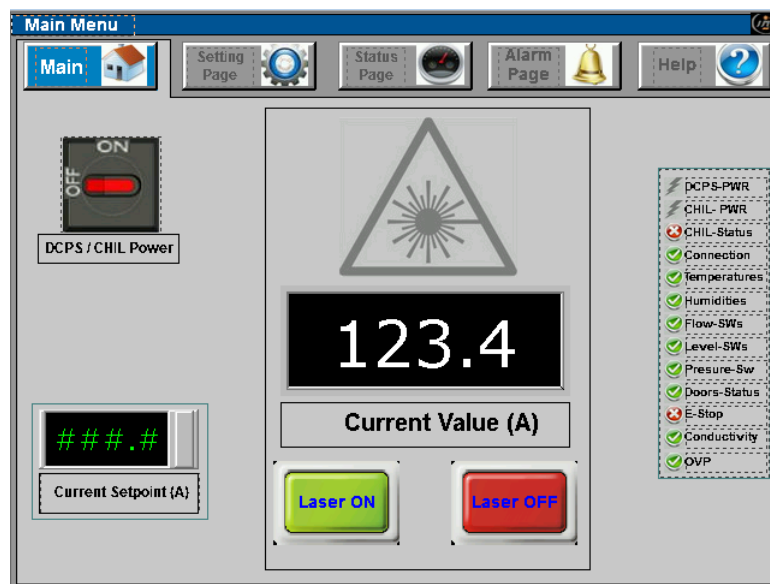 Main Menu
Main
Setting
Page
Status
Page
Alarm
Page
Help
ON
OFF
DCPS / CHIL Power
123.4
Current Value (A)
###.#
Current Setpoint (A)
Laser ON
Laser OFF
DCPS-PWR
CHIL- PWR
CHIL-Status
Connection
Temperatures
Humidities
Flow-SWs
Level-SWs
Presure-Sw
Doors-Status
E-Stop
Conductivity
OVP